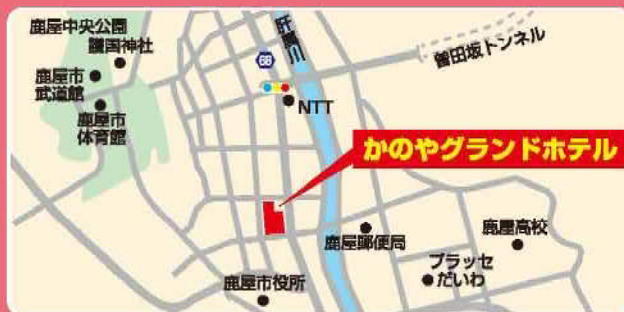 鹿屋中央公園
護国神社
鹿屋市
武道館
鹿屋市
体育館
68
肝属川
曽田坂トンネル
NTT
かのやグランドホテル
鹿屋郵便局
鹿屋高校
プラッセ
だいわ
鹿屋市役所